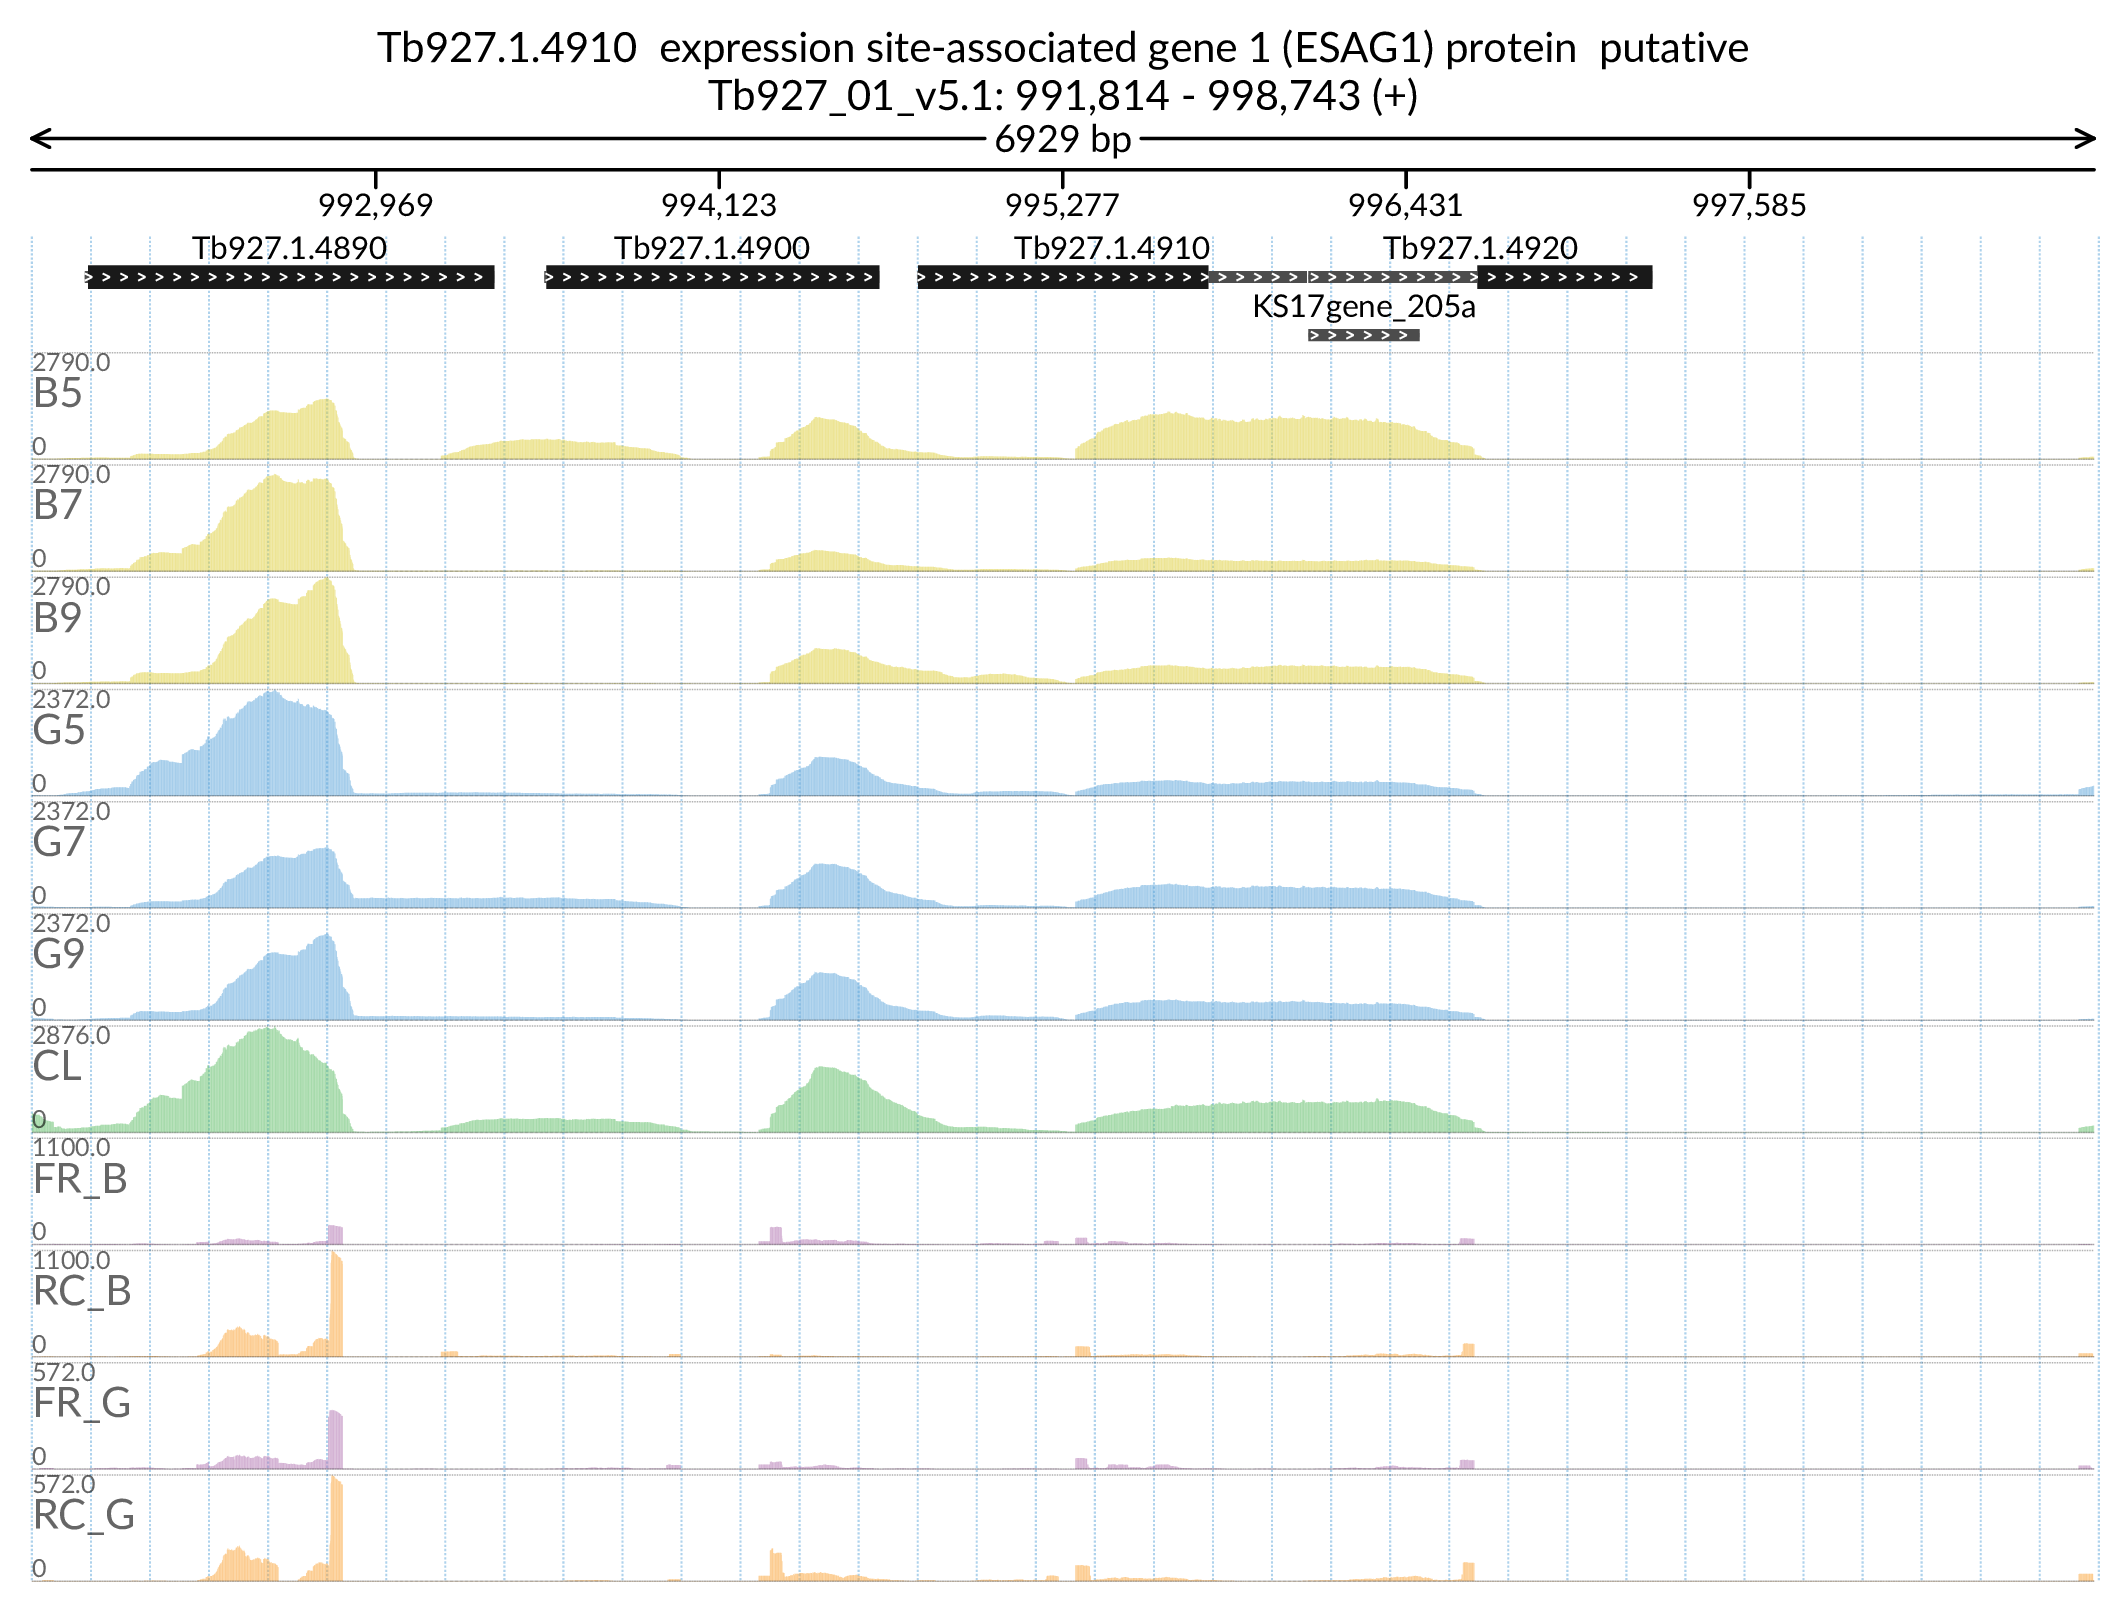 Tb927.1.4910  expression site-associated gene 1 (ESAG1) protein  putative
Tb927_01_v5.1: 991,814 - 998,743 (+)
6929 bp
992,969 994,123 995,277 996,431 997,585
Tb927.1.4890 Tb927.1.4900 Tb927.1.4910 Tb927.1.4920
KS17gene_205a
2790.0
B5
0
2790.0
B7
0
2790.0
B9
0
2372.0
G5
0
2372.0
G7
0
2372.0
G9
0
2876.0
CL
0
1100.0
FR_B
0
1100.0
RC_B
0
572.0
FR_G
0
572.0
RC_G
0